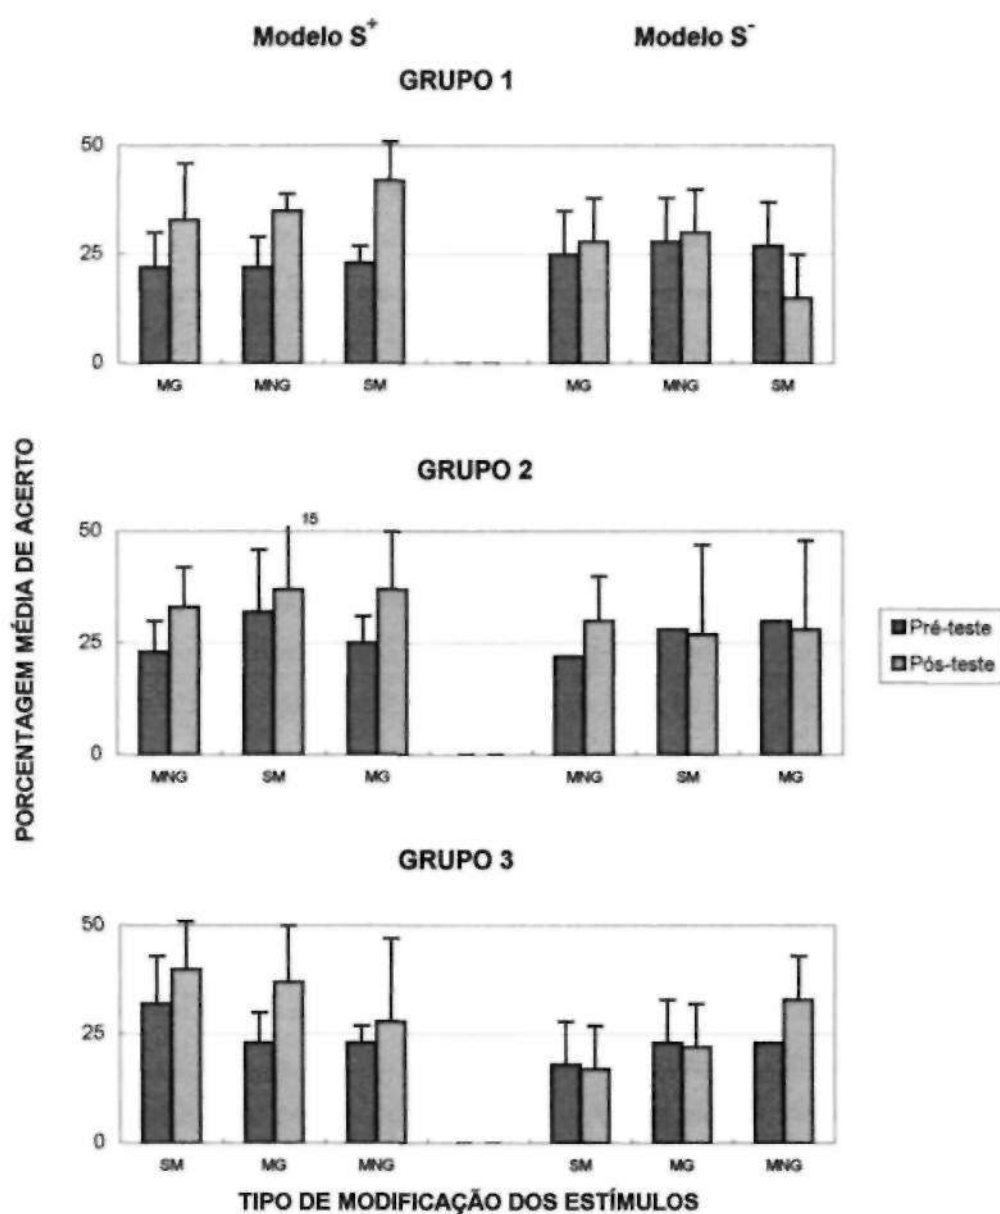 Modelo S⁺ Modelo S⁻
GRUPO 1
50
25
0
MG MNG SM MG MNG SM
PORCENTAGEM MÉDIA DE ACERTO
GRUPO 2
50
15
25
0
MNG SM MG MNG SM MG
Pré-teste
Pós-teste
GRUPO 3
50
25
0
SM MG MNG SM MG MNG
TIPO DE MODIFICAÇÃO DOS ESTÍMULOS